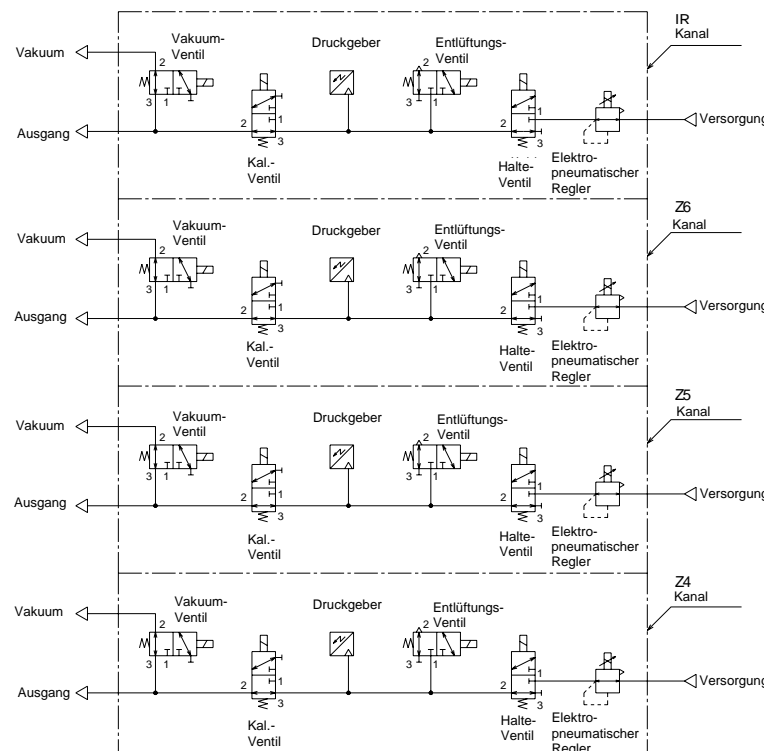 IR
Kanal
Vakuum-
Ventil
Druckgeber
Entlüftungs-
Ventil
Vakuum
2
2
3 1
3 1
1
2
3
1
2
3
Ausgang
Versorgung
Kal.-
Ventil
Halte-
Ventil
Elektro-
pneumatischer
Regler
Z6
Kanal
Vakuum-
Ventil
Druckgeber
Entlüftungs-
Ventil
Vakuum
2
2
3 1
3 1
1
2
3
1
2
3
Ausgang
Versorgung
Kal.-
Ventil
Halte-
Ventil
Elektro-
pneumatischer
Regler
Z5
Kanal
Vakuum-
Ventil
Druckgeber
Entlüftungs-
Ventil
Vakuum
2
2
3 1
3 1
1
2
3
1
2
3
Ausgang
Versorgung
Kal.-
Ventil
Halte-
Ventil
Elektro-
pneumatischer
Regler
Z4
Kanal
Vakuum-
Ventil
Druckgeber
Entlüftungs-
Ventil
Vakuum
2
2
3 1
3 1
1
2
3
1
2
3
Ausgang
Versorgung
Kal.-
Ventil
Halte-
Ventil
Elektro-
pneumatischer
Regler